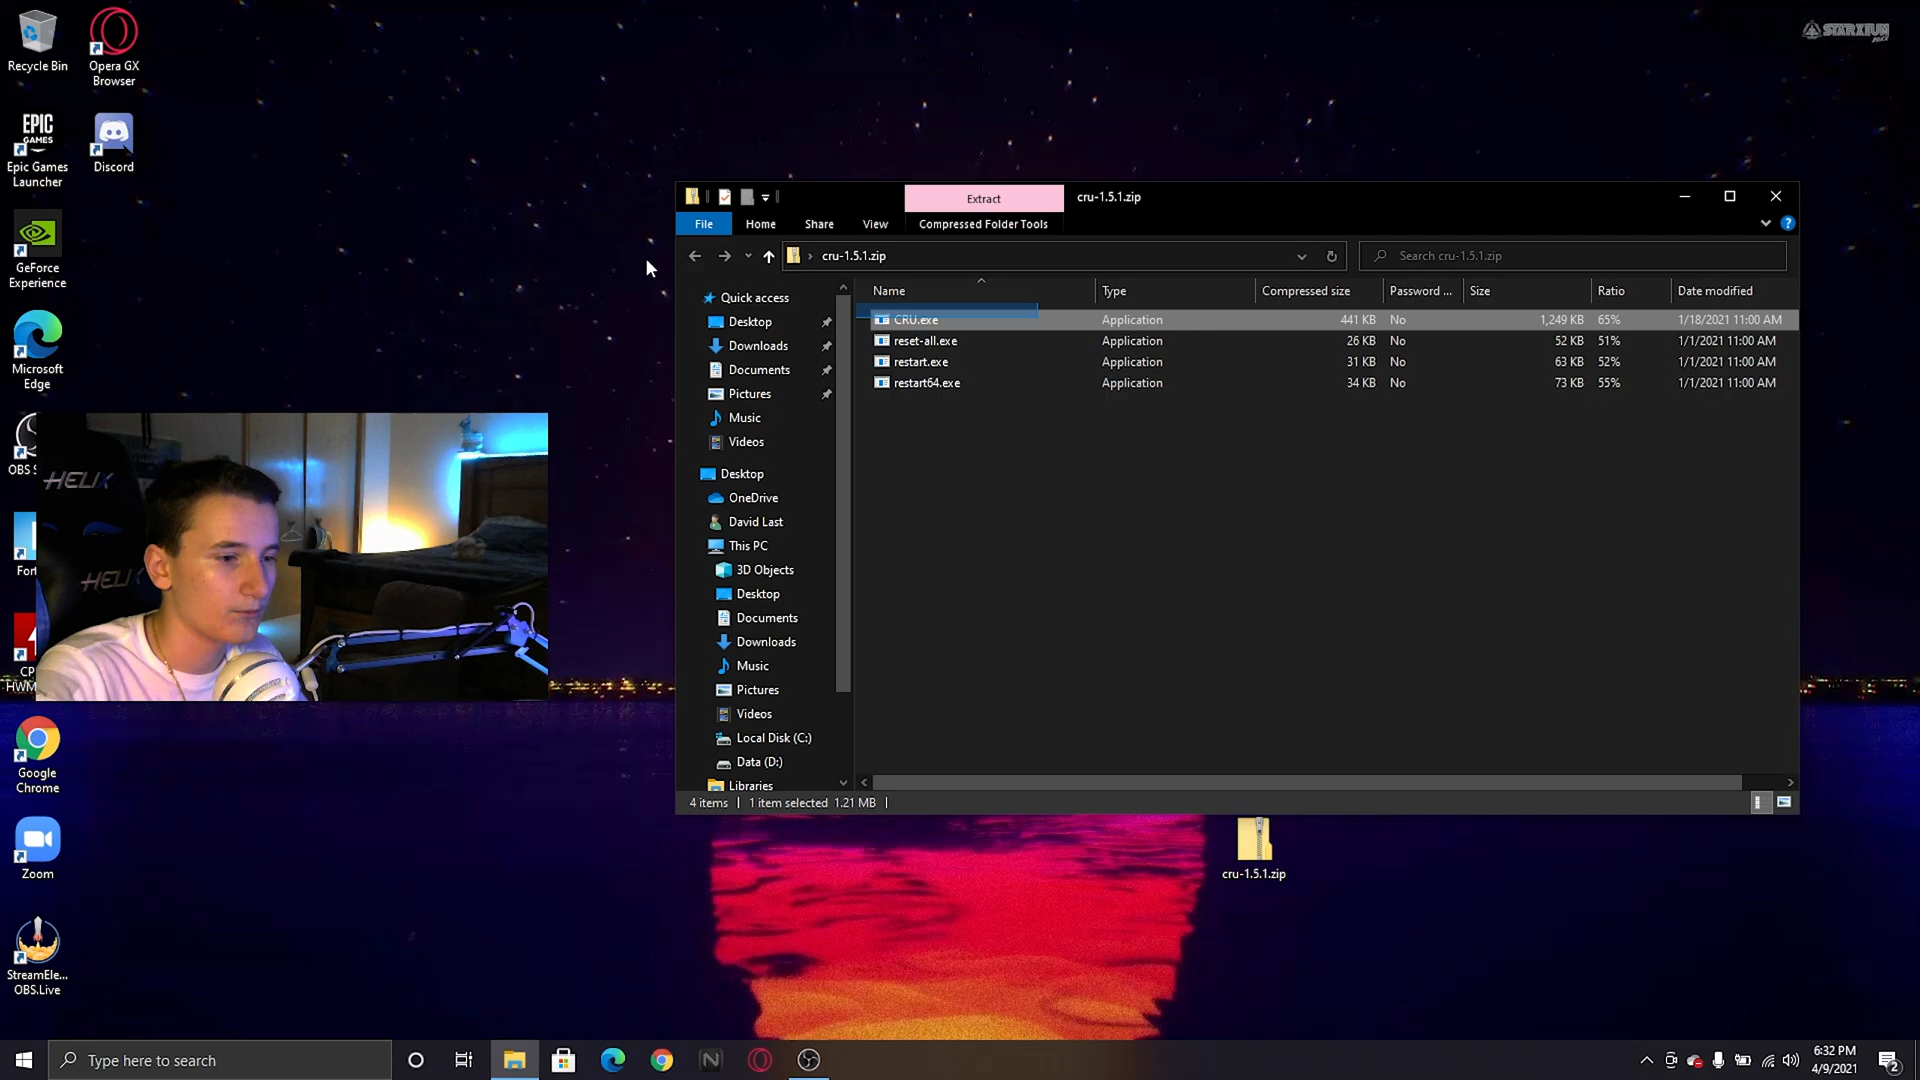 Recycle Bin
Opera GX
Browser
EPIC
GAMES
Epic Games
Launcher
Discord
GeForce
Experience
Microsoft
Edge
OBS S
HELIX
HELIX
Fort
CP
HWM
Google
Chrome
Zoom
StreamEle...
OBS.Live
STARXEUM
Extract
cru-1.5.1.zip
File
Home
Share
View
Compressed Folder Tools
cru-1.5.1.zip
Search cru-1.5.1.zip
Name
Type
Compressed size
Password ...
Size
Ratio
Date modified
CRU.exe Application 441 KB No 1,249 KB 65% 1/18/2021 11:00 AM
reset-all.exe Application 26 KB No 52 KB 51% 1/1/2021 11:00 AM
restart.exe Application 31 KB No 63 KB 52% 1/1/2021 11:00 AM
restart64.exe Application 34 KB No 73 KB 55% 1/1/2021 11:00 AM
Quick access
Desktop
Downloads
Documents
Pictures
Music
Videos
Desktop
OneDrive
David Last
This PC
3D Objects
Desktop
Documents
Downloads
Music
Pictures
Videos
Local Disk (C:)
Data (D:)
Libraries
4 items
1 item selected 1.21 MB
cru-1.5.1.zip
Type here to search
6:32 PM
4/9/2021
2